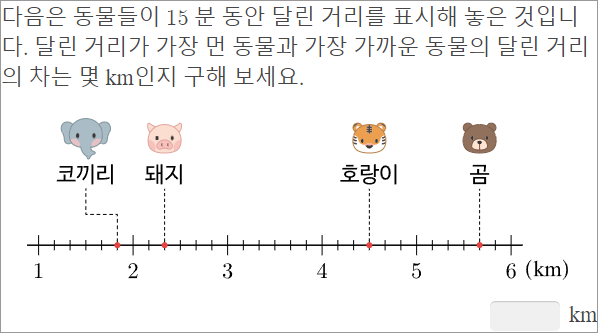 다음은 동물들이 15 분 동안 달린 거리를 표시해 놓은 것입니
다. 달린 거리가 가장 먼 동물과 가장 가까운 동물의 달린 거리
의 차는 몇 km인지 구해 보세요.
코끼리 돼지 호랑이 곰
1 2 3 4 5 6 (km)
km